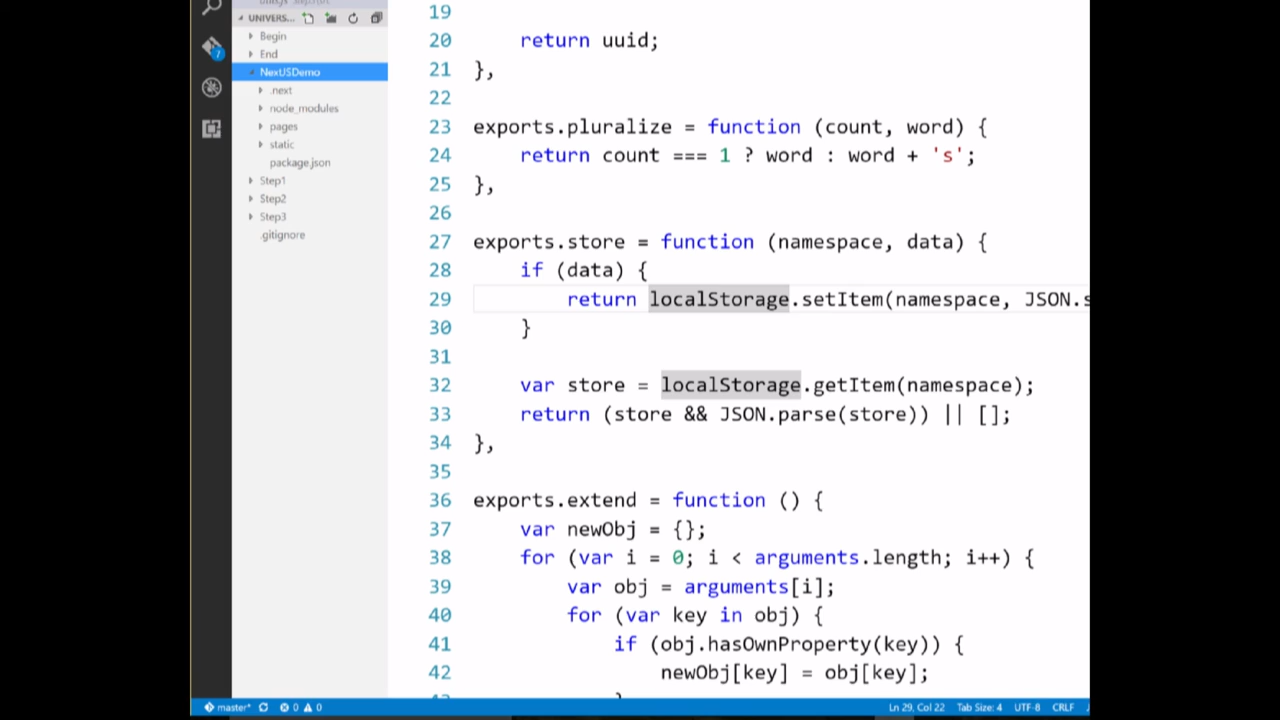 UNIVERS...
Begin
End
NexUSDemo
.next
node_modules
pages
static
package.json
Step1
Step2
Step3
.gitignore
7
19
20 return uuid;
21 },
22
23 exports.pluralize = function (count, word) {
24 return count === 1 ? word : word + 's';
25 },
26
27 exports.store = function (namespace, data) {
28 if (data) {
29 return localStorage.setItem(namespace, JSON.s
30 }
31
32 var store = localStorage.getItem(namespace);
33 return (store && JSON.parse(store)) || [];
34 },
35
36 exports.extend = function () {
37 var newObj = {};
38 for (var i = 0; i < arguments.length; i++) {
39 var obj = arguments[i];
40 for (var key in obj) {
41 if (obj.hasOwnProperty(key)) {
42 newObj[key] = obj[key];
master* 0 0 Ln 29, Col 22 Tab Size: 4 UTF-8 CRLF